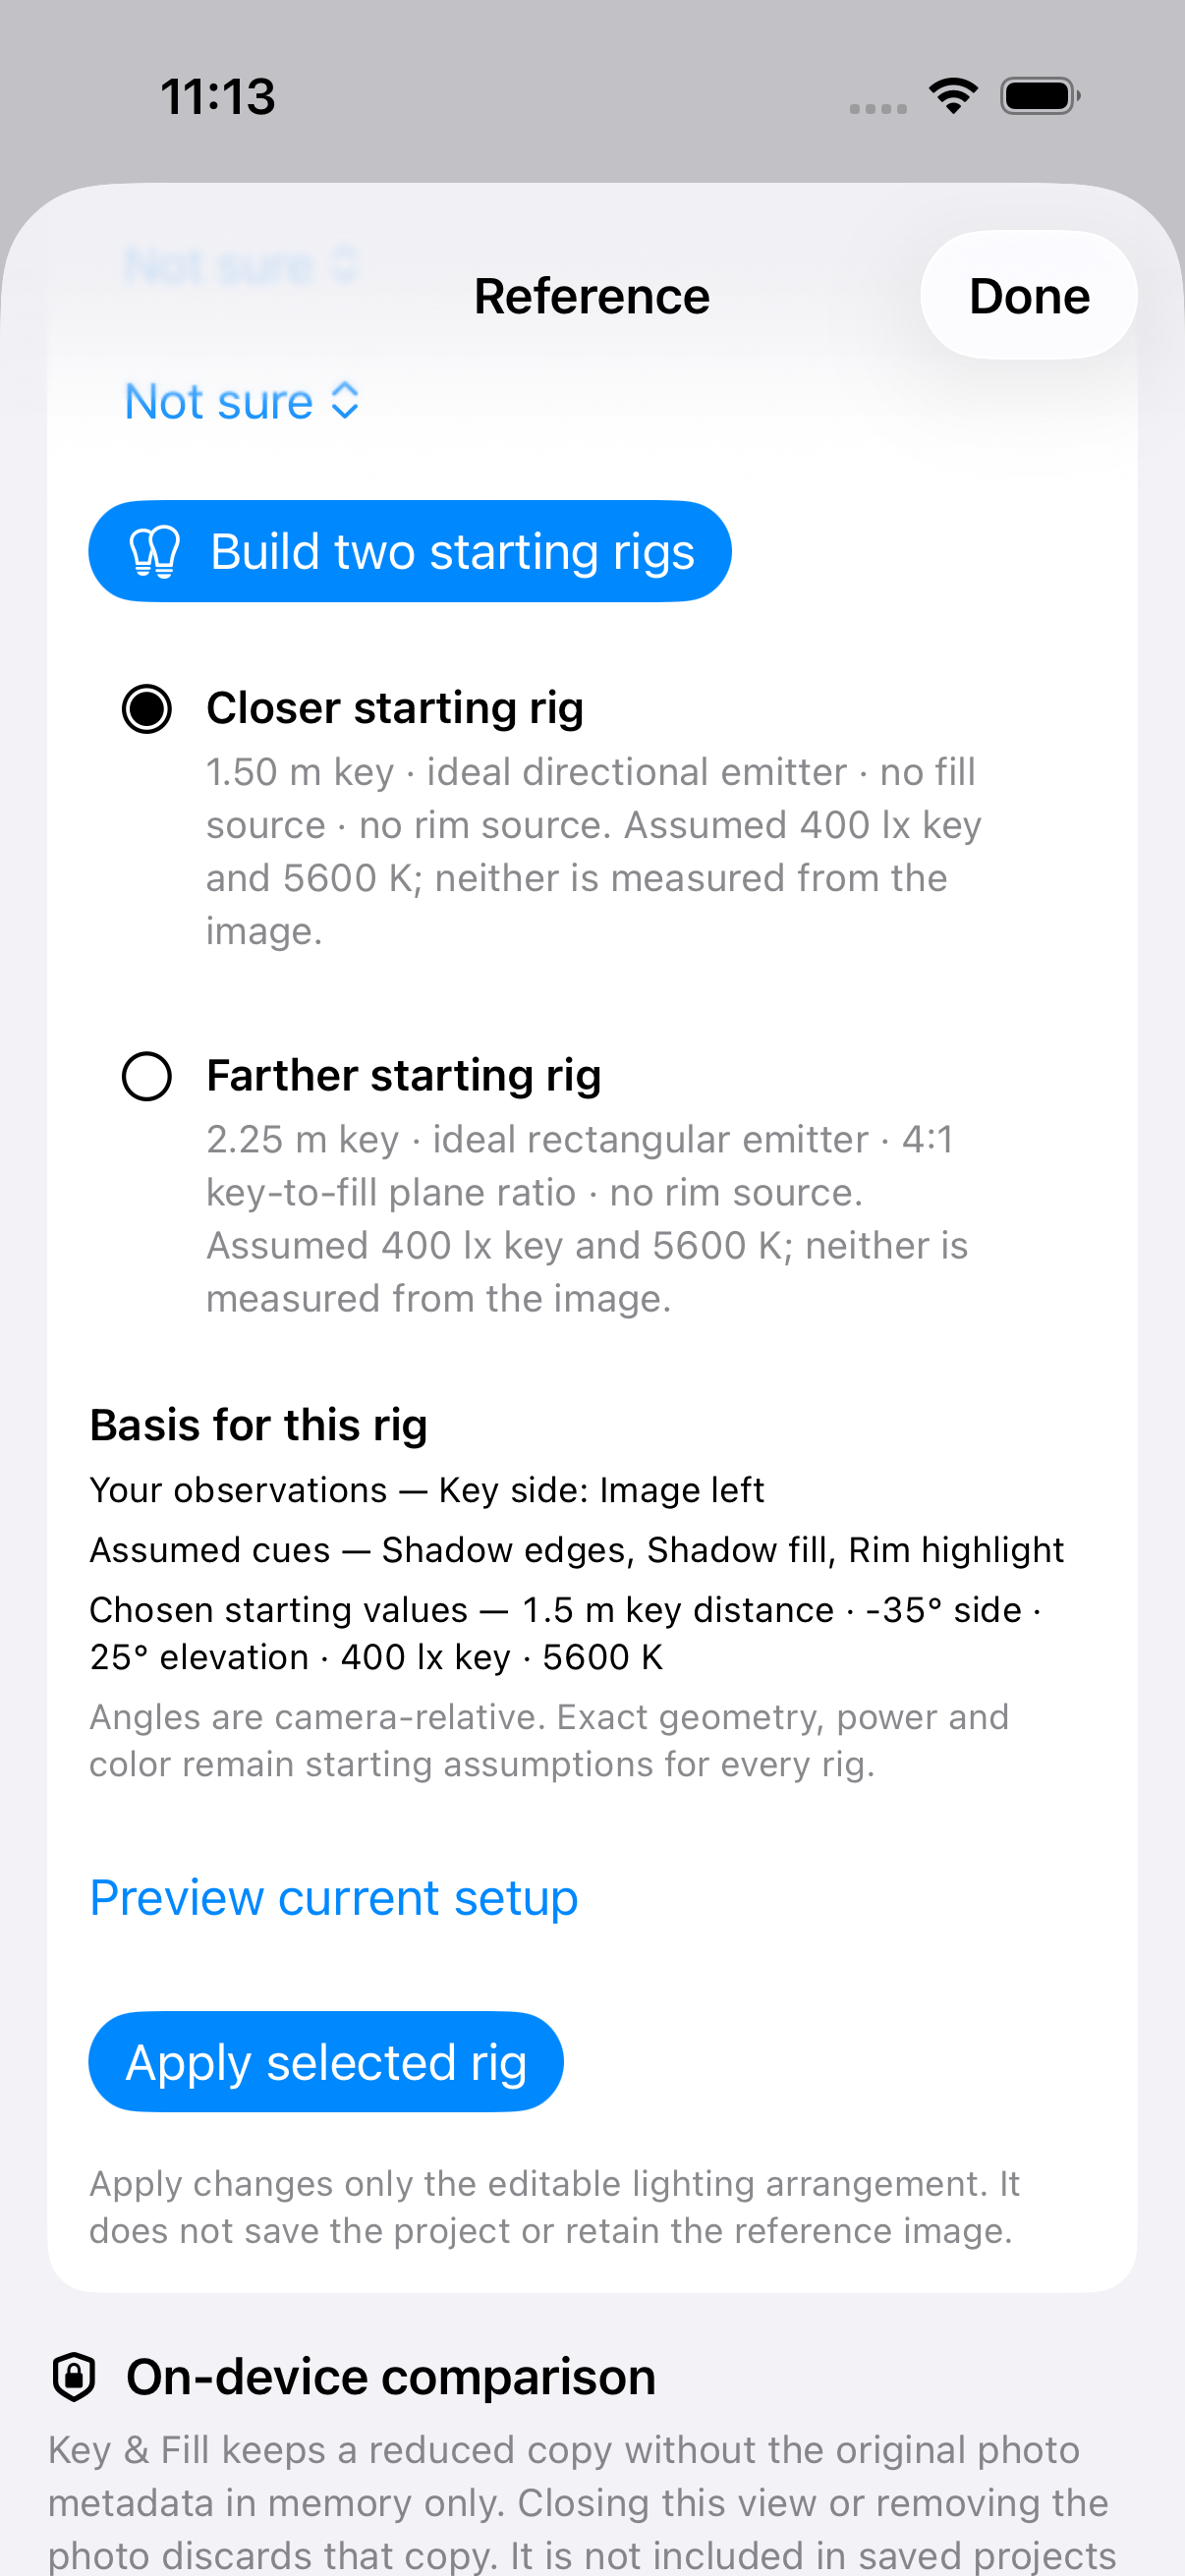 11:13
Not sure
Reference
Done
Not sure
Build two starting rigs
Closer starting rig
1.50 m key · ideal directional emitter · no fill
source · no rim source. Assumed 400 lx key
and 5600 K; neither is measured from the
image.
Farther starting rig
2.25 m key · ideal rectangular emitter · 4:1
key-to-fill plane ratio · no rim source.
Assumed 400 lx key and 5600 K; neither is
measured from the image.
Basis for this rig
Your observations — Key side: Image left
Assumed cues — Shadow edges, Shadow fill, Rim highlight
Chosen starting values — 1.5 m key distance · -35° side ·
25° elevation · 400 lx key · 5600 K
Angles are camera-relative. Exact geometry, power and
color remain starting assumptions for every rig.
Preview current setup
Apply selected rig
Apply changes only the editable lighting arrangement. It
does not save the project or retain the reference image.
On-device comparison
Key & Fill keeps a reduced copy without the original photo
metadata in memory only. Closing this view or removing the
photo discards that copy. It is not included in saved projects